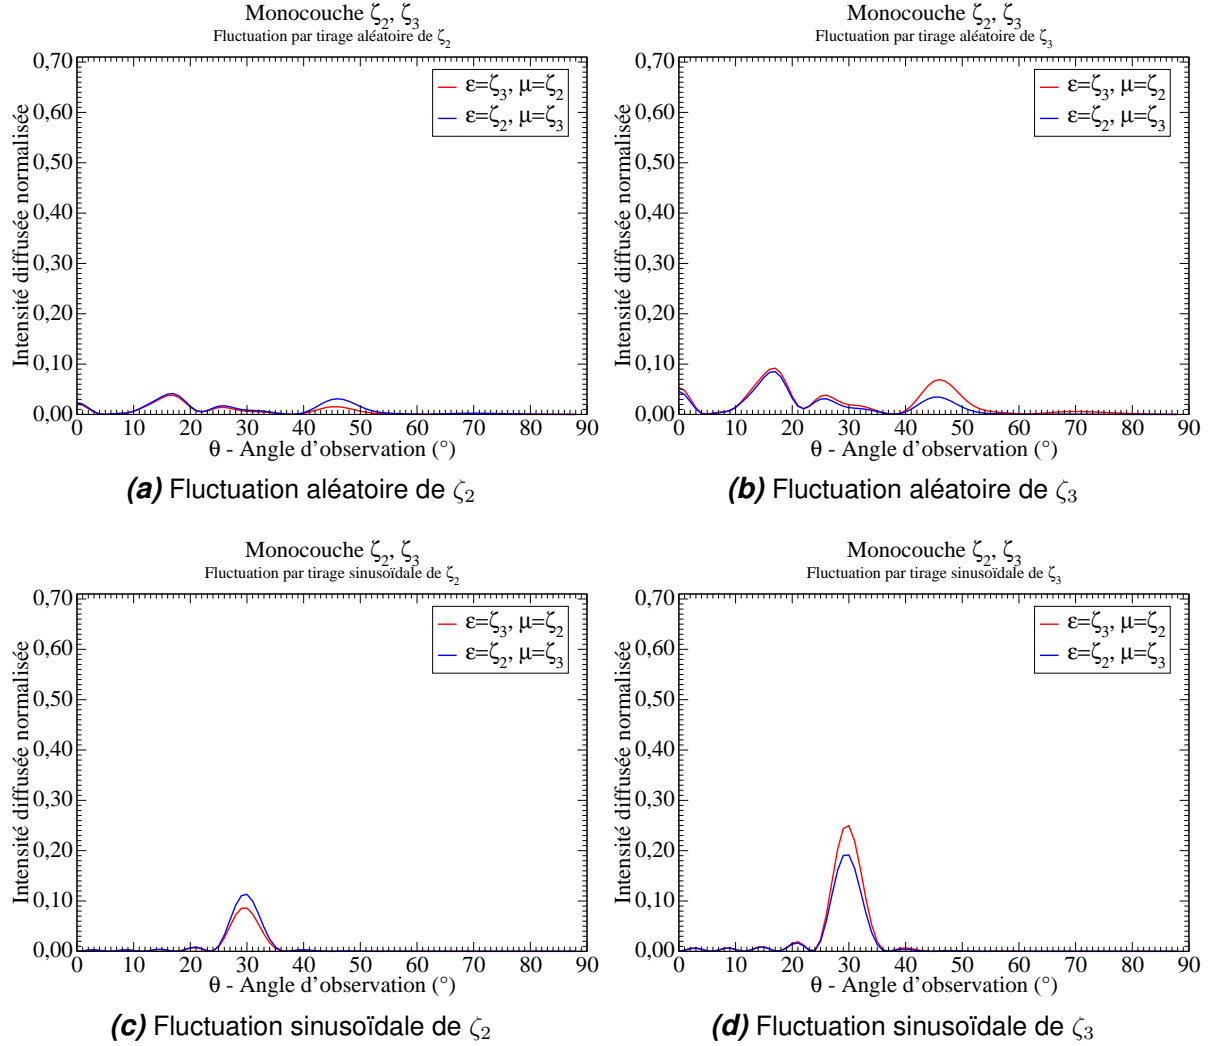 Monocouche ζ2, ζ3
Fluctuation par tirage aléatoire de ζ2
Intensité diffusée normalisée
0,70
0,60
0,50
0,40
0,30
0,20
0,10
0,00
ε=ζ3, μ=ζ2
ε=ζ2, μ=ζ3
0 10 20 30 40 50 60 70 80 90
θ - Angle d'observation (°)
(a) Fluctuation aléatoire de ζ2
Monocouche ζ2, ζ3
Fluctuation par tirage aléatoire de ζ3
Intensité diffusée normalisée
0,70
0,60
0,50
0,40
0,30
0,20
0,10
0,00
ε=ζ3, μ=ζ2
ε=ζ2, μ=ζ3
0 10 20 30 40 50 60 70 80 90
θ - Angle d'observation (°)
(b) Fluctuation aléatoire de ζ3
Monocouche ζ2, ζ3
Fluctuation par tirage sinusoïdale de ζ2
Intensité diffusée normalisée
0,70
0,60
0,50
0,40
0,30
0,20
0,10
0,00
ε=ζ3, μ=ζ2
ε=ζ2, μ=ζ3
0 10 20 30 40 50 60 70 80 90
θ - Angle d'observation (°)
(c) Fluctuation sinusoïdale de ζ2
Monocouche ζ2, ζ3
Fluctuation par tirage sinusoïdale de ζ3
Intensité diffusée normalisée
0,70
0,60
0,50
0,40
0,30
0,20
0,10
0,00
ε=ζ3, μ=ζ2
ε=ζ2, μ=ζ3
0 10 20 30 40 50 60 70 80 90
θ - Angle d'observation (°)
(d) Fluctuation sinusoïdale de ζ3